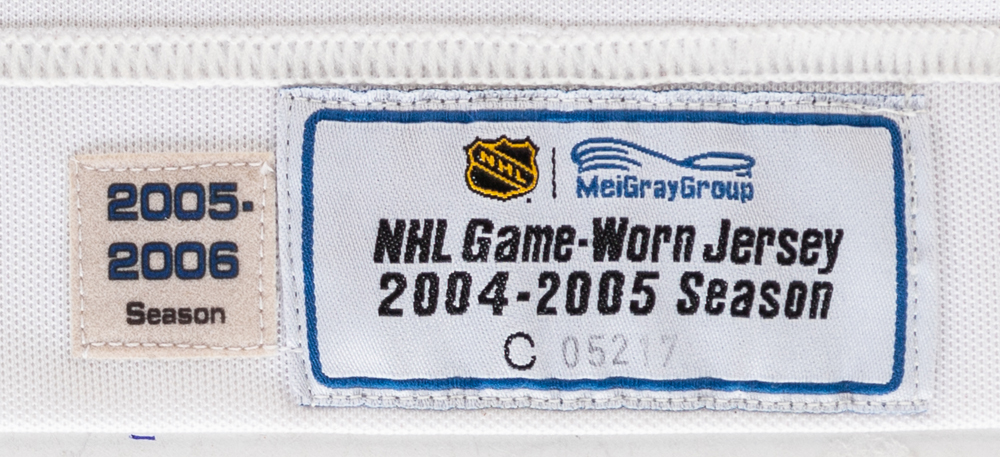 2005-
2006
Season
NHL
MeiGrayGroup
NHL Game-Worn Jersey
2004-2005 Season
C 05217